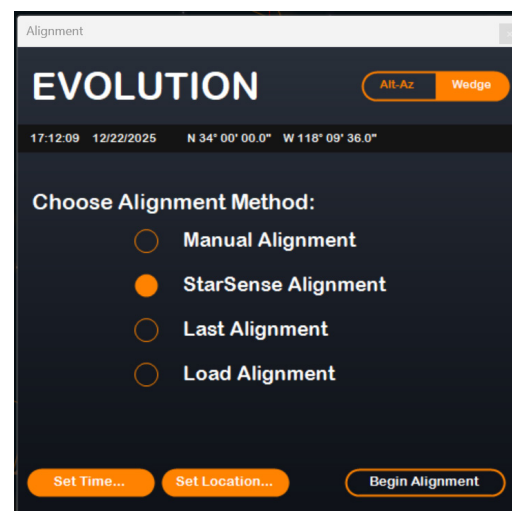 Alignment
EVOLUTION
Alt-Az Wedge
17:12:09 12/22/2025 N 34° 00' 00.0" W 118° 09' 36.0"
Choose Alignment Method:
Manual Alignment
StarSense Alignment
Last Alignment
Load Alignment
Set Time... Set Location... Begin Alignment